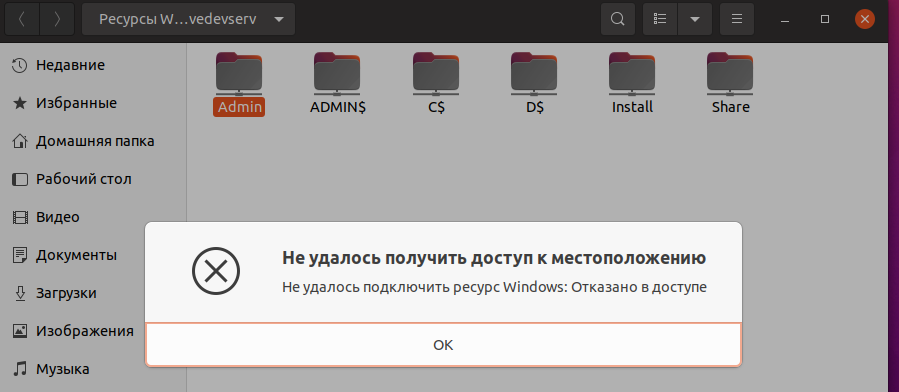 Ресурсы W...vedevserv
Недавние
Избранные
Домашняя папка
Рабочий стол
Видео
Документы
Загрузки
Изображения
Музыка
Admin
ADMIN$
C$
D$
Install
Share
Не удалось получить доступ к местоположению
Не удалось подключить ресурс Windows: Отказано в доступе
OK